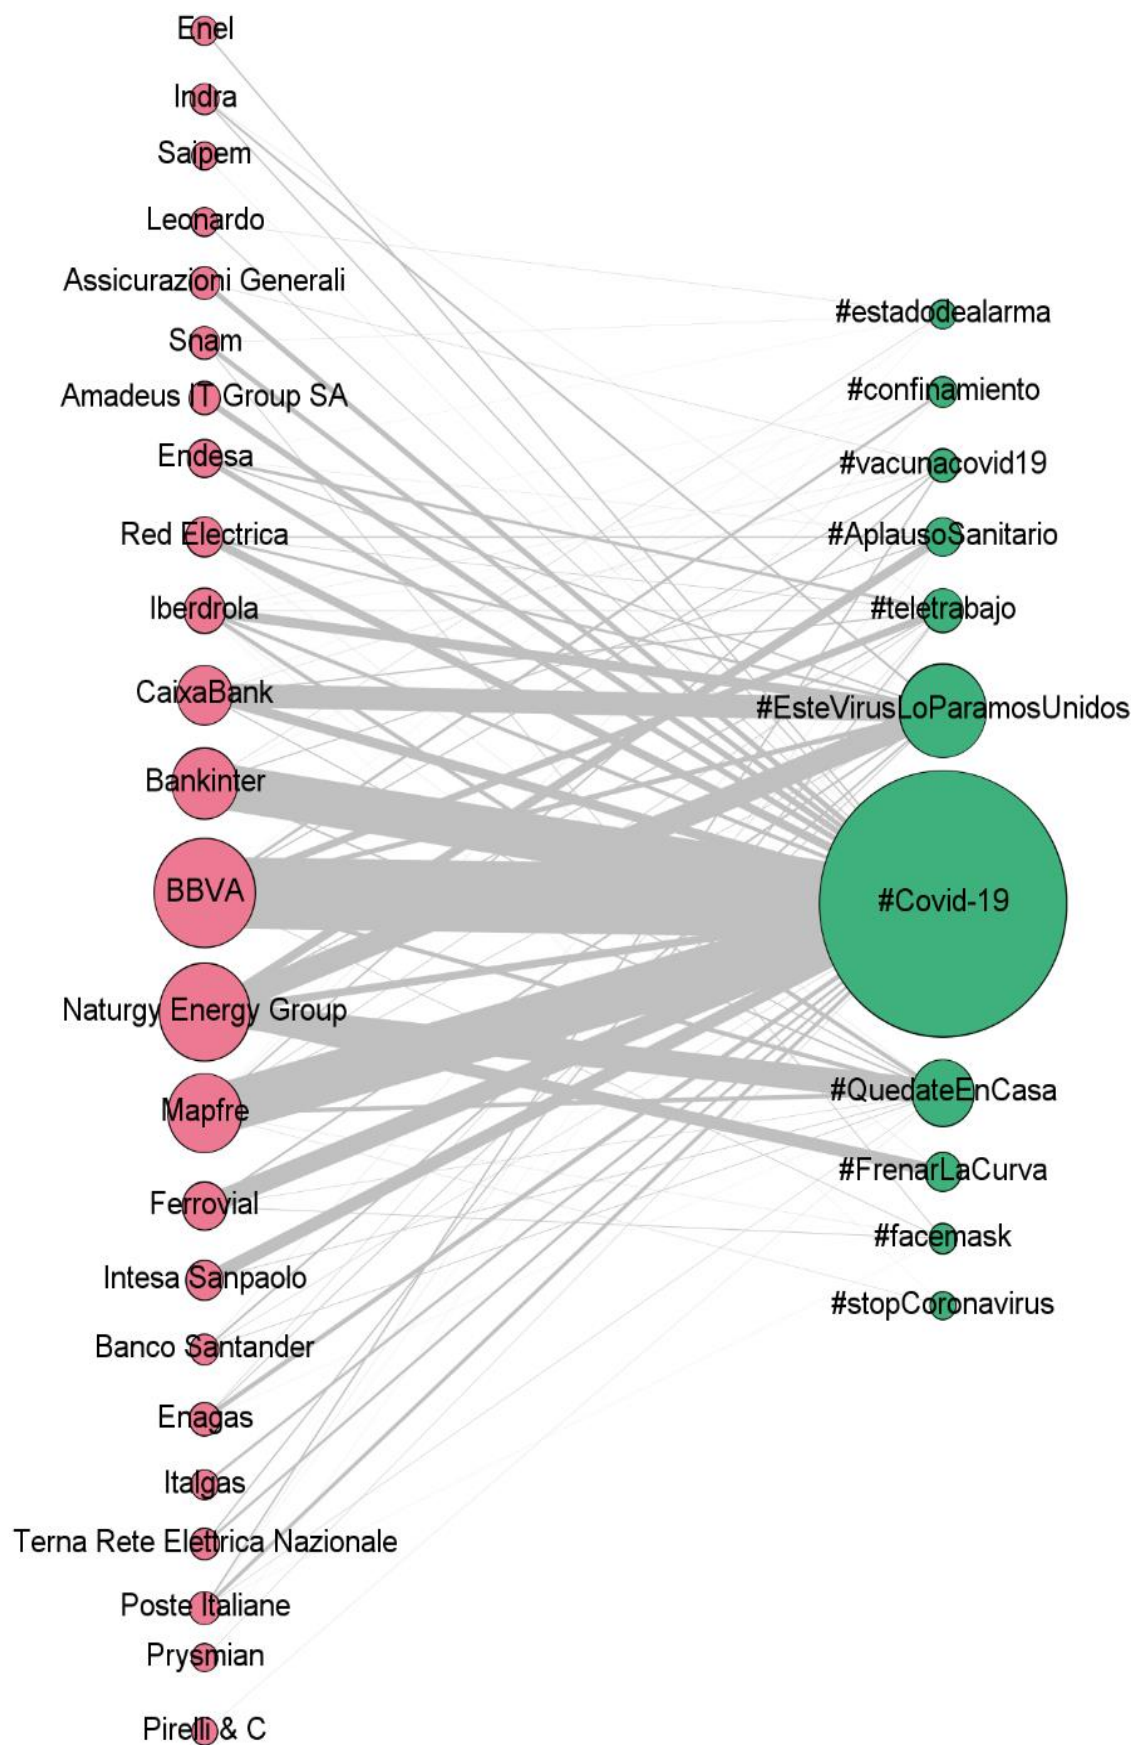 Enel
Indra
Saipem
Leonardo
Assicurazioni Generali
Snam
Amadeus IT Group SA
Endesa
Red Electrica
Iberdrola
CaixaBank
Bankinter
BBVA
Naturgy Energy Group
Mapfre
Ferrovial
Intesa Sanpaolo
Banco Santander
Enagas
Italgas
Terna Rete Elettrica Nazionale
Poste Italiane
Prysmian
Pirelli & C
#estadodealarma
#confinamiento
#vacunacovid19
#AplausoSanitario
#teletrabajo
#EsteVirusLoParamosUnidos
#Covid-19
#QuedateEnCasa
#FrenarLaCurva
#facemask
#stopCoronavirus